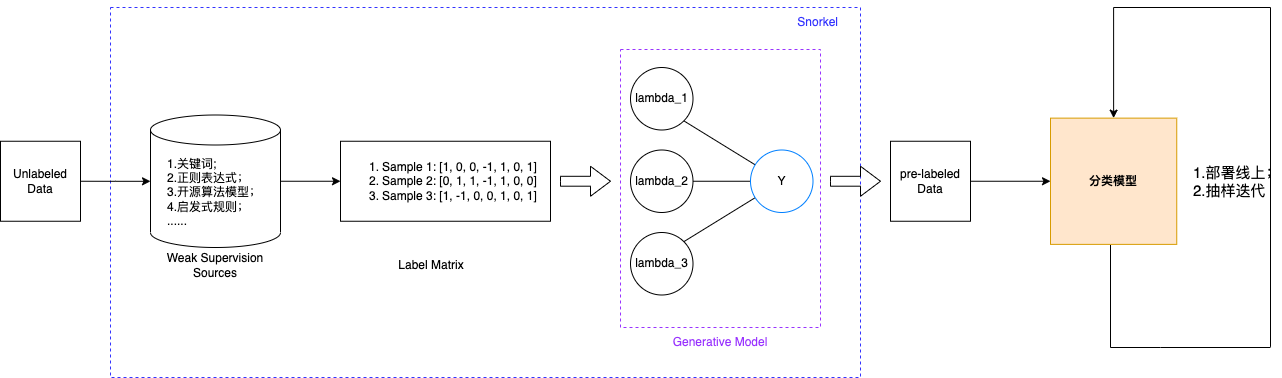 Snorkel
Unlabeled
Data
1.关键词;
2.正则表达式;
3.开源算法模型;
4.启发式规则;
......
Weak Supervision
Sources
1. Sample 1: [1, 0, 0, -1, 1, 0, 1]
2. Sample 2: [0, 1, 1, -1, 1, 0, 0]
3. Sample 3: [1, -1, 0, 0, 1, 0, 1]
Label Matrix
lambda_1
lambda_2
lambda_3
Y
Generative Model
pre-labeled
Data
分类模型
1.部署线上;
2.抽样迭代